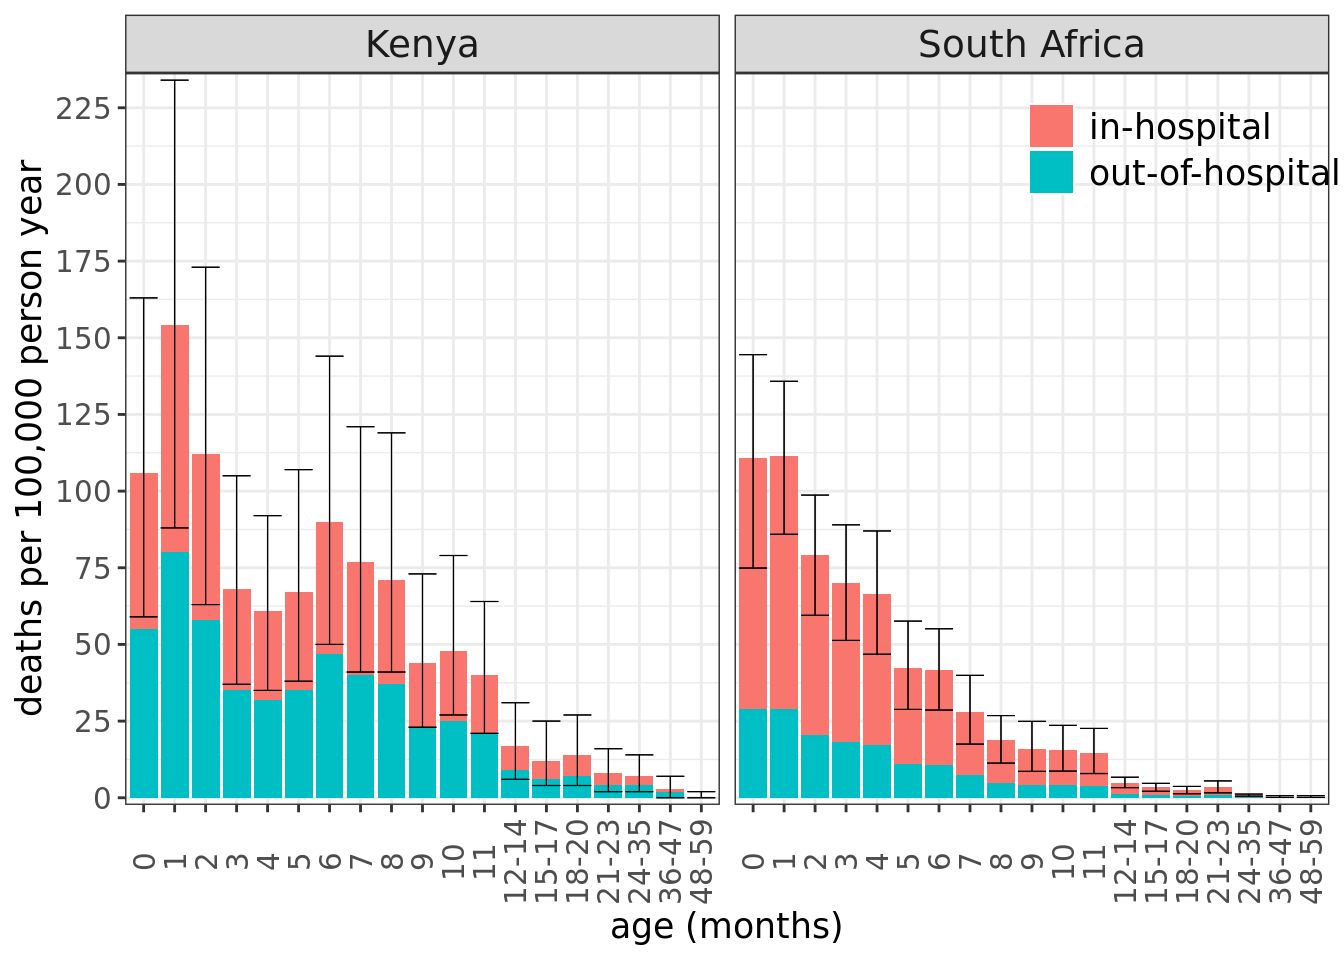 Kenya
South Africa
in-hospital
out-of-hospital
deaths per 100,000 person year
225
200
175
150
125
100
75
50
25
0
0 1 2 3 4 5 6 7 8 9 10 11 12-14 15-17 18-20 21-23 24-35 36-47 48-59
0 1 2 3 4 5 6 7 8 9 10 11 12-14 15-17 18-20 21-23 24-35 36-47 48-59
age (months)